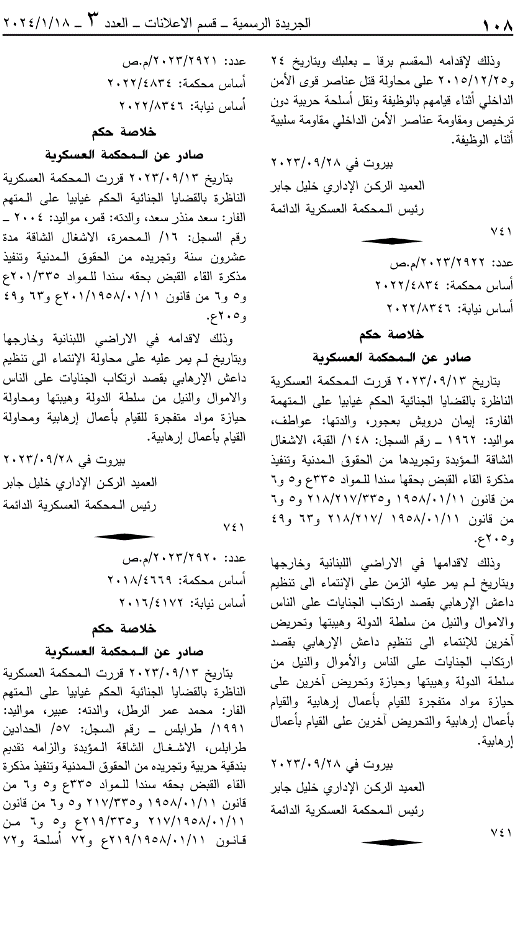 ١٠٨
الجريدة الرسمية ــ قسم الاعلانات ــ العدد ٣ ــ ٢٠٢٤/١/١٨
وذلك لإقدامه المقسم برقا ــ بعلبك وبتاريخ ٢٤
و٢٠١٥/١٢/٢٥ على محاولة قتل عناصر قوى الأمن
الداخلي أثناء قيامهم بالوظيفة ونقل أسلحة حربية دون
ترخيص ومقاومة عناصر الأمن الداخلي مقاومة سلبية
أثناء الوظيفة.
بيروت في ٢٠٢٣/٠٩/٢٨
العميد الركن الإداري خليل جابر
رئيس المحكمة العسكرية الدائمة
٧٤١
عدد: ٢٠٢٣/٢٩٢٢/م.ص
أساس محكمة: ٢٠٢٢/٤٨٣٤
أساس نيابة: ٢٠٢٢/٨٣٤٦
خلاصة حكم
صادر عن المحكمة العسكرية
بتاريخ ٢٠٢٣/٠٩/١٣ قررت المحكمة العسكرية
الناظرة بالقضايا الجنائية الحكم غيابيا على المتهمة
الفارة: إيمان درويش بعجور، والدتها: عواطف،
مواليد: ١٩٦٢ ــ رقم السجل: ١٤٨/ القبة، الاشغال
الشاقة المؤبدة وتجريدها من الحقوق المدنية وتنفيذ
مذكرة القاء القبض بحقها سندا للمواد ٣٣٥ع و٥ و٦
من قانون ١٩٥٨/٠١/١١ و٢١٨/٢١٧/٣٣٥ و٥ و٦
من قانون ١٩٥٨/٠١/١١ /٢١٨/٢١٧ و٦٣ و٤٩
و٢٠٥ع.
وذلك لاقدامها في الاراضي اللبنانية وخارجها
وبتاريخ لم يمر عليه الزمن على الإنتماء الى تنظيم
داعش الإرهابي بقصد ارتكاب الجنايات على الناس
والاموال والنيل من سلطة الدولة وهيبتها وتحريض
آخرين للإنتماء الى تنظيم داعش الإرهابي بقصد
ارتكاب الجنايات على الناس والأموال والنيل من
سلطة الدولة وهيبتها وحيازة وتحريض آخرين على
حيازة مواد متفجرة للقيام بأعمال إرهابية والقيام
بأعمال إرهابية والتحريض آخرين على القيام بأعمال
إرهابية.
بيروت في ٢٠٢٣/٠٩/٢٨
العميد الركن الإداري خليل جابر
رئيس المحكمة العسكرية الدائمة
٧٤١
عدد: ٢٠٢٣/٢٩٢١/م.ص
أساس محكمة: ٢٠٢٢/٤٨٣٤
أساس نيابة: ٢٠٢٢/٨٣٤٦
خلاصة حكم
صادر عن المحكمة العسكرية
بتاريخ ٢٠٢٣/٠٩/١٣ قررت المحكمة العسكرية
الناظرة بالقضايا الجنائية الحكم غيابيا على المتهم
الفار: سعد منذر سعد، والدته: قمر، مواليد: ٢٠٠٤ ــ
رقم السجل: ١٦/ المحمرة، الاشغال الشاقة مدة
عشرون سنة وتجريده من الحقوق المدنية وتنفيذ
مذكرة القاء القبض بحقه سندا للمواد ٢٠١/٣٣٥ع
و٥ و٦ من قانون ٢٠١/١٩٥٨/٠١/١١ع و٦٣ و٤٩
و٢٠٥ع.
وذلك لاقدامه في الاراضي اللبنانية وخارجها
وبتاريخ لم يمر عليه على محاولة الإنتماء الى تنظيم
داعش الإرهابي بقصد ارتكاب الجنايات على الناس
والاموال والنيل من سلطة الدولة وهيبتها ومحاولة
حيازة مواد متفجرة للقيام بأعمال إرهابية ومحاولة
القيام بأعمال إرهابية.
بيروت في ٢٠٢٣/٠٩/٢٨
العميد الركن الإداري خليل جابر
رئيس المحكمة العسكرية الدائمة
٧٤١
عدد: ٢٠٢٣/٢٩٢٠/م.ص
أساس محكمة: ٢٠١٨/٤٦٦٩
أساس نيابة: ٢٠١٦/٤١٧٢
خلاصة حكم
صادر عن المحكمة العسكرية
بتاريخ ٢٠٢٣/٠٩/١٣ قررت المحكمة العسكرية
الناظرة بالقضايا الجنائية الحكم غيابيا على المتهم
الفار: محمد عمر الرطل، والدته: عبير، مواليد:
١٩٩١/ طرابلس ــ رقم السجل: ٥٧/ الحدادين
طرابلس، الاشغال الشاقة المؤبدة والزامه تقديم
بندقية حربية وتجريده من الحقوق المدنية وتنفيذ مذكرة
القاء القبض بحقه سندا للمواد ٣٣٥ع و٥ و٦ من
قانون ١٩٥٨/٠١/١١ و٢١٧/٣٣٥ و٥ و٦ من قانون
٢١٧/١٩٥٨/٠١/١١ و٢١٩/٣٣٥ع و٥ و٦ من
قانون ٢١٩/١٩٥٨/٠١/١١ع و٧٢ أسلحة و٧٢